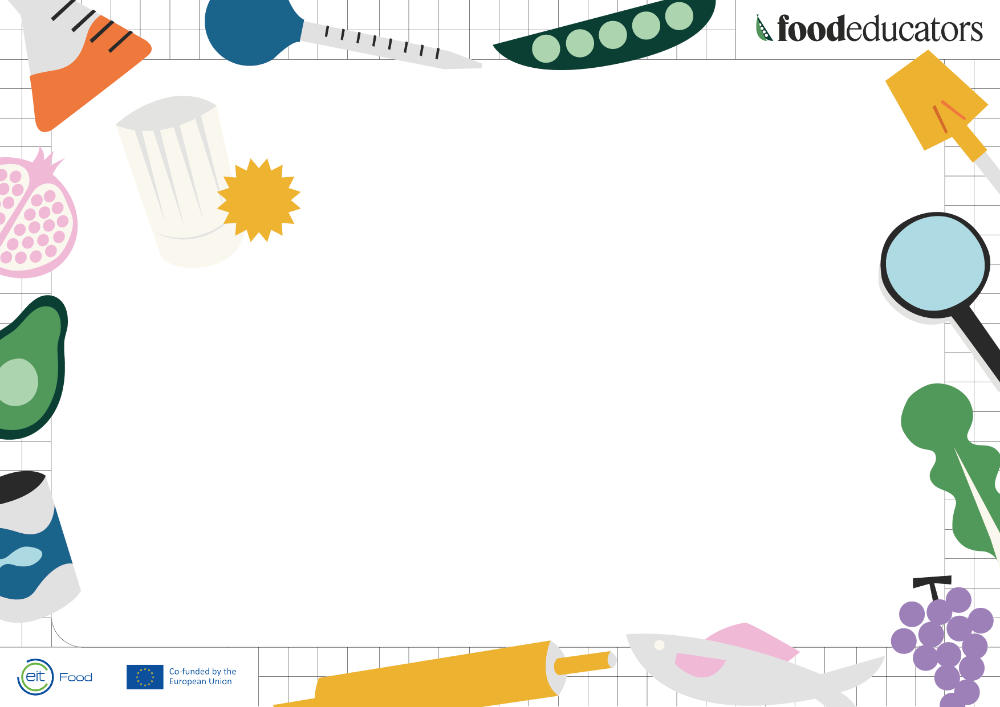 foodeducators
eit Food
Co-funded by the
European Union